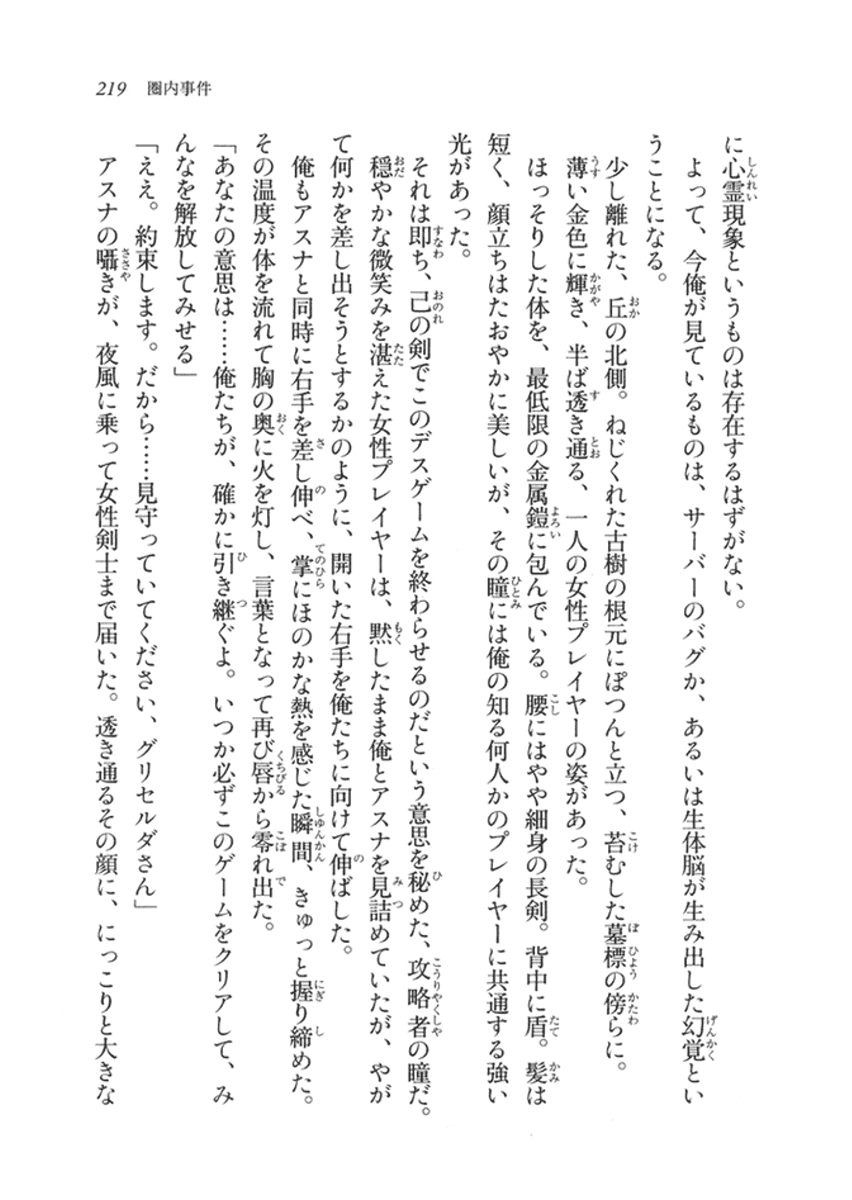 219　圏内事件
に心霊現象というものは存在するはずがない。
　よって、今俺が見ているものは、サーバーのバグか、あるいは生体脳が生み出した幻覚とい
うことになる。
　少し離れた、丘の北側。ねじくれた古樹の根元にぽつんと立つ、苔むした墓標の傍らに。
　薄い金色に輝き、半ば透き通る、一人の女性プレイヤーの姿があった。
　ほっそりした体を、最低限の金属鎧に包んでいる。腰にはやや細身の長剣。背中に盾。髪は
短く、顔立ちはたおやかに美しいが、その瞳には俺の知る何人かのプレイヤーに共通する強い
光があった。
　それは即ち、己の剣でこのデスゲームを終わらせるのだという意思を秘めた、攻略者の瞳だ。
　穏やかな微笑みを湛えた女性プレイヤーは、黙したまま俺とアスナを見詰めていたが、やが
て何かを差し出そうとするかのように、開いた右手を俺たちに向けて伸ばした。
　俺もアスナと同時に右手を差し伸べ、掌にほのかな熱を感じた瞬間、きゅっと握り締めた。
その温度が体を流れて胸の奥に火を灯し、言葉となって再び唇から零れ出た。
「あなたの意思は……俺たちが、確かに引き継ぐよ。いつか必ずこのゲームをクリアして、み
んなを解放してみせる」
「ええ。約束します。だから……見守っていてください、グリセルダさん」
　アスナの囁きが、夜風に乗って女性剣士まで届いた。透き通るその顔に、にっこりと大きな